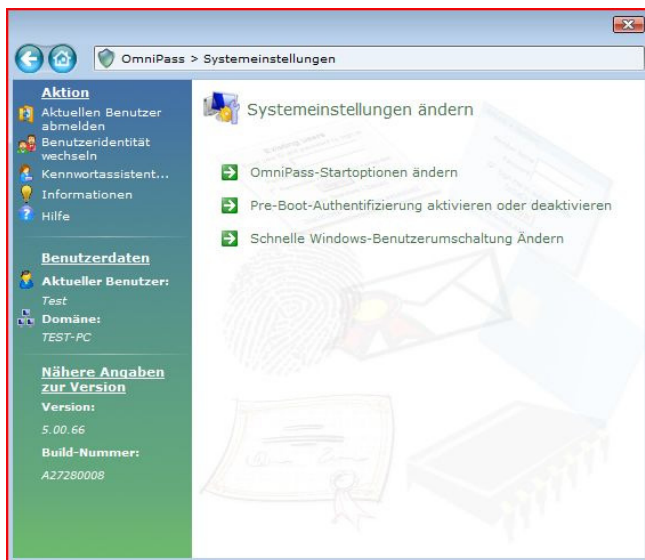 OmniPass > Systemeinstellungen
Aktion
Aktuellen Benutzer
abmelden
Benutzeridentität
wechseln
Kennwortassistent...
Informationen
Hilfe
Benutzerdaten
Aktueller Benutzer:
Test
Domäne:
TEST-PC
Nähere Angaben
zur Version
Version:
5.00.66
Build-Nummer:
A27280008
Systemeinstellungen ändern
OmniPass-Startoptionen ändern
Pre-Boot-Authentifizierung aktivieren oder deaktivieren
Schnelle Windows-Benutzerumschaltung Ändern